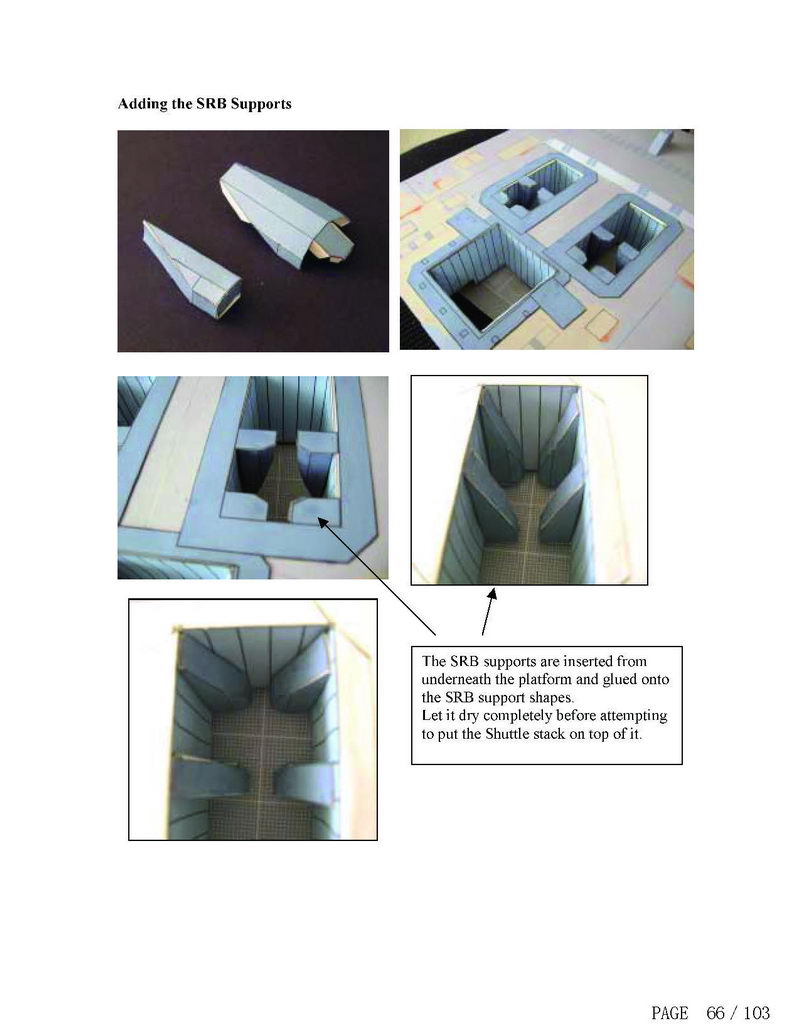 Adding the SRB Supports
The SRB supports are inserted from
underneath the platform and glued onto
the SRB support shapes.
Let it dry completely before attempting
to put the Shuttle stack on top of it.
PAGE 66 / 103